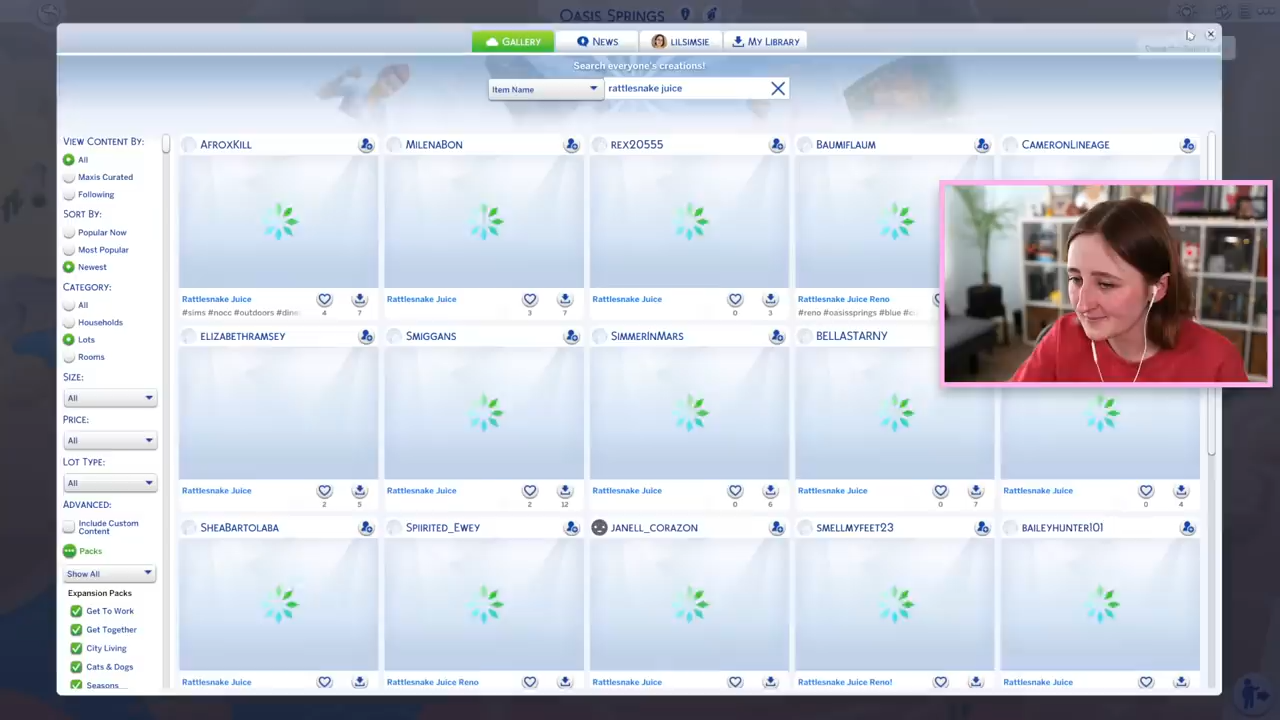 Oasis Springs
Gallery
News
lilsimsie
My Library
Search everyone's creations!
Item Name
rattlesnake juice
View Content By:
All
Maxis Curated
Following
Sort By:
Popular Now
Most Popular
Newest
Category:
All
Households
Lots
Rooms
Size:
All
Price:
All
Lot Type:
All
Advanced:
Include Custom
Content
Packs
Show All
Expansion Packs
Get To Work
Get Together
City Living
Cats & Dogs
Seasons
AfroxKill
MilenaBon
rex20555
Baumiflaum
CameronLineage
Rattlesnake Juice
#sims #nocc #outdoors #dine
4
7
Rattlesnake Juice
3
7
Rattlesnake Juice
0
3
Rattlesnake Juice Reno
#reno #oasissprings #blue #c
ElizabethRamsey
Smiggans
SimmerInMars
BellaStarny
Rattlesnake Juice
2
5
Rattlesnake Juice
2
12
Rattlesnake Juice
0
6
Rattlesnake Juice
0
7
Rattlesnake Juice
0
4
SheaBartolaba
Spiirited_Ewey
Janell_Corazon
smellmyfeet23
baileyhunter101
Rattlesnake Juice
Rattlesnake Juice Reno
Rattlesnake Juice
Rattlesnake Juice Reno!
Rattlesnake Juice